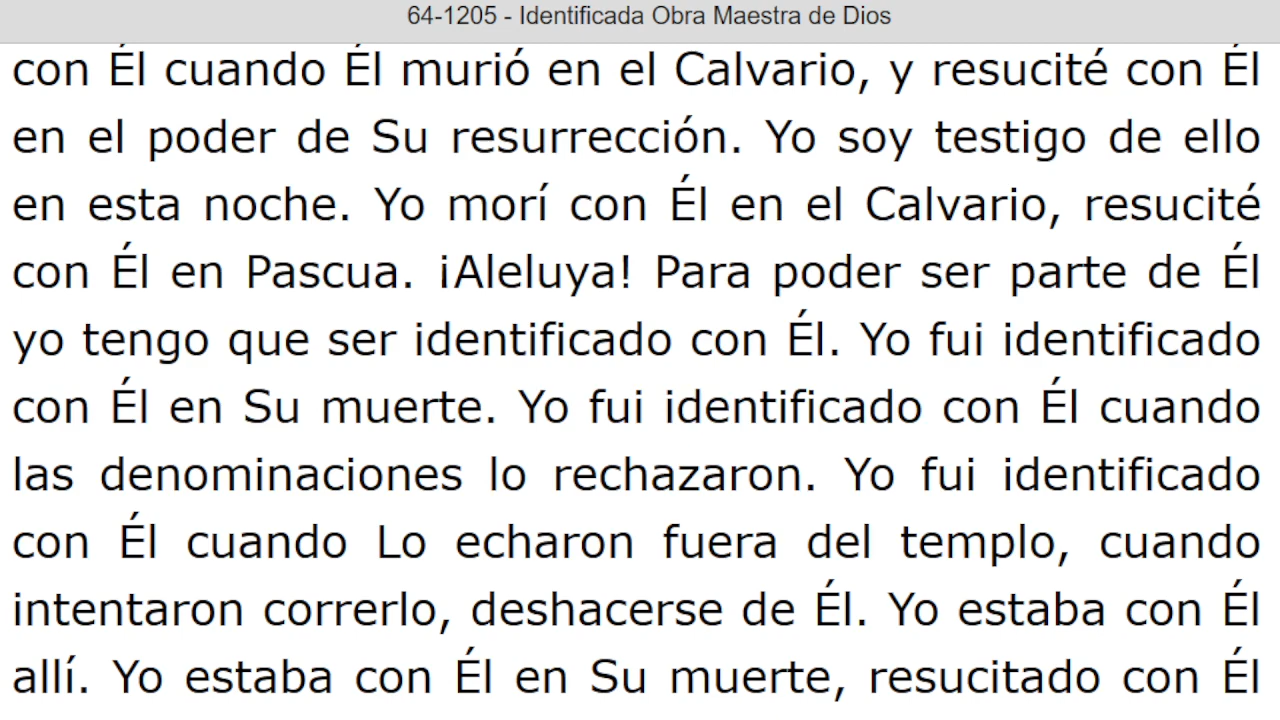 64-1205 - Identificada Obra Maestra de Dios
con Él cuando Él murió en el Calvario, y resucité con Él
en el poder de Su resurrección. Yo soy testigo de ello
en esta noche. Yo morí con Él en el Calvario, resucité
con Él en Pascua. ¡Aleluya! Para poder ser parte de Él
yo tengo que ser identificado con Él. Yo fui identificado
con Él en Su muerte. Yo fui identificado con Él cuando
las denominaciones lo rechazaron. Yo fui identificado
con Él cuando Lo echaron fuera del templo, cuando
intentaron correrlo, deshacerse de Él. Yo estaba con Él
allí. Yo estaba con Él en Su muerte, resucitado con Él